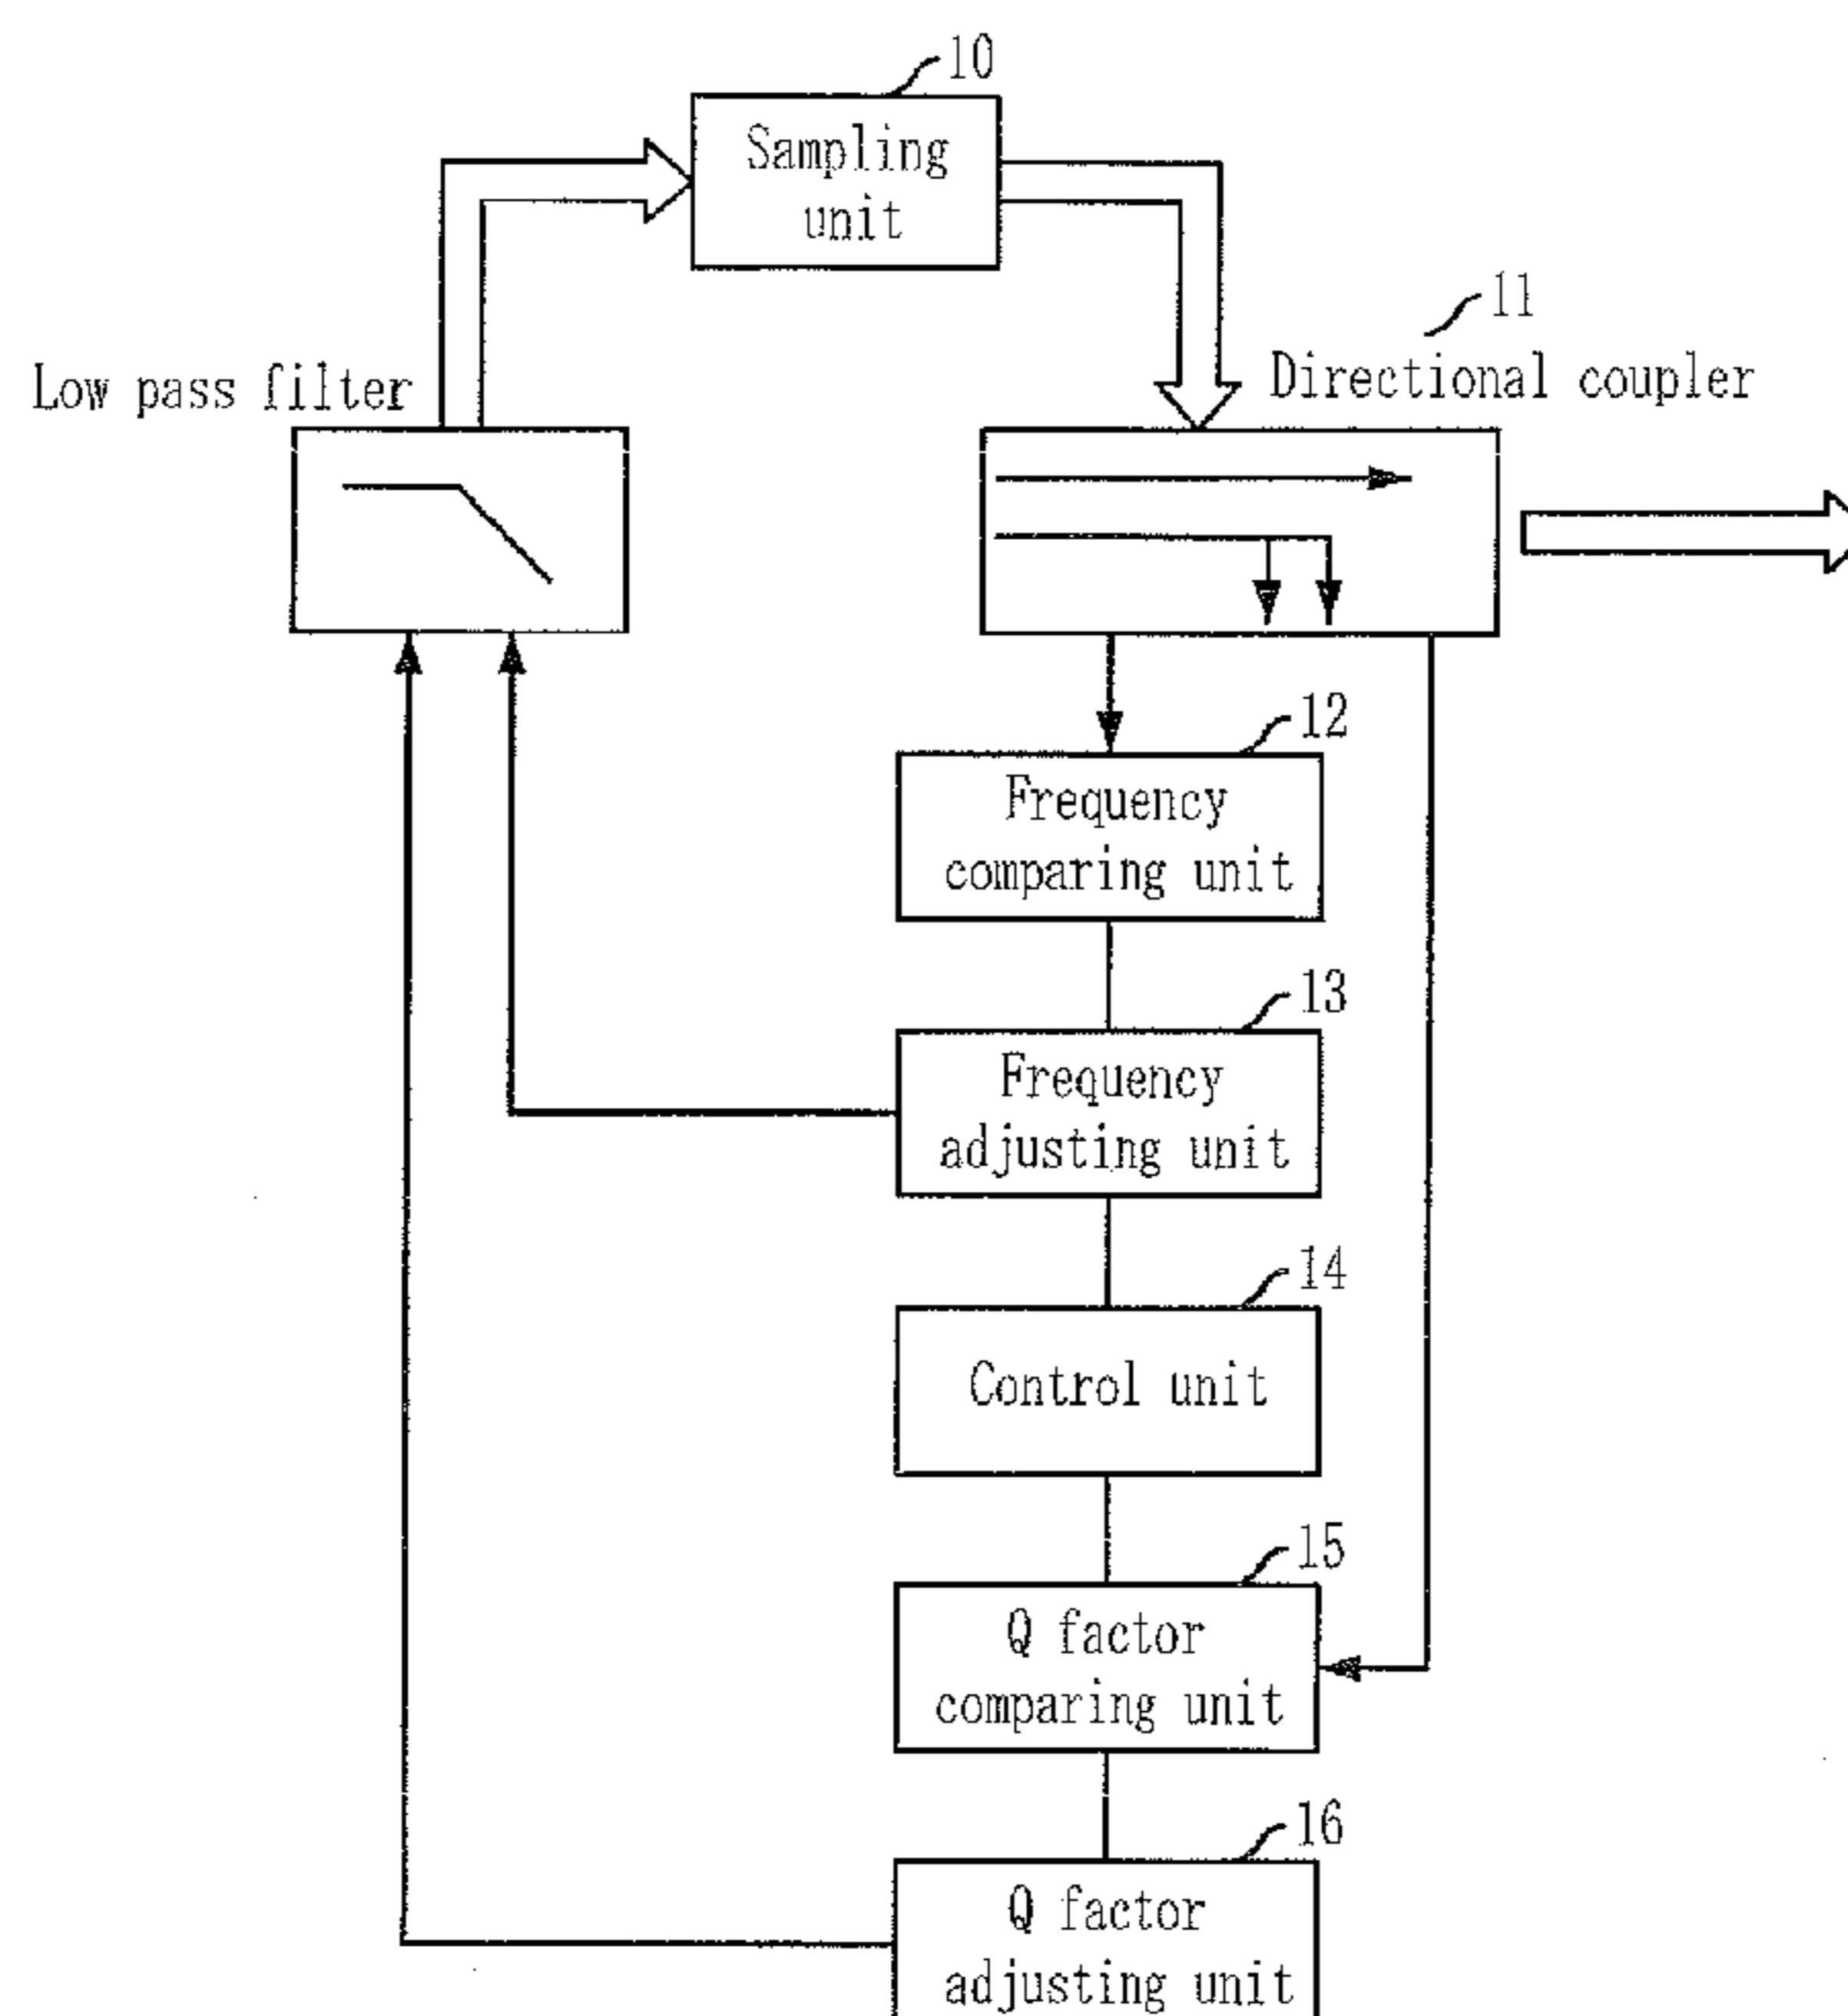 10
Sampling
unit
11
Low pass filter
Directional coupler
12
Frequency
comparing unit
13
Frequency
adjusting unit
14
Control unit
15
Q factor
comparing unit
16
Q factor
adjusting unit